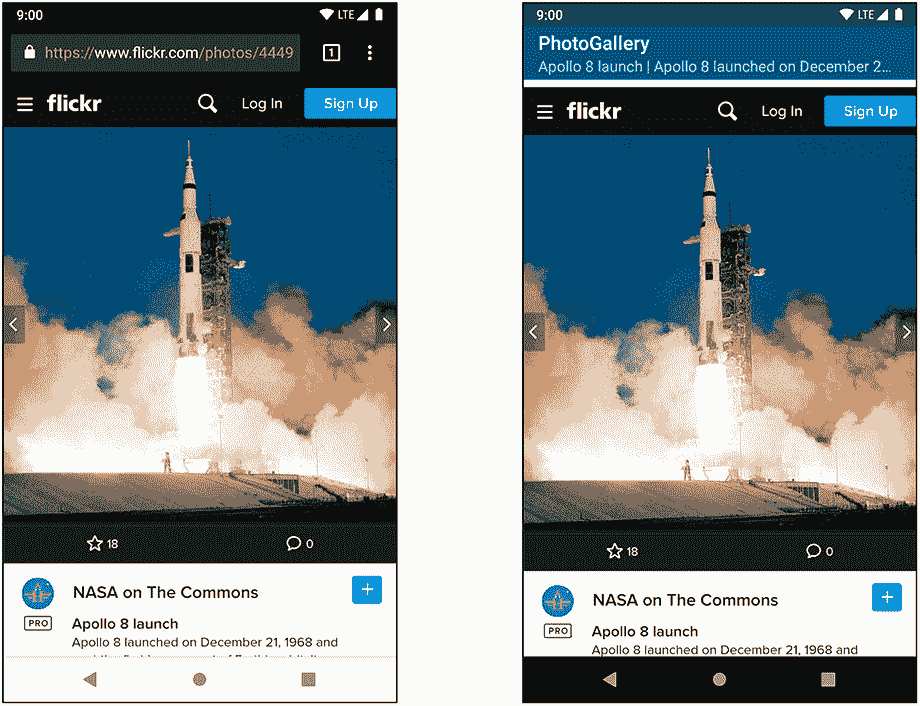 9:00 LTE
https://www.flickr.com/photos/4449 1
flickr Log In Sign Up
18 0
NASA on The Commons
PRO Apollo 8 launch
Apollo 8 launched on December 21, 1968 and
9:00 LTE
PhotoGallery
Apollo 8 launch | Apollo 8 launched on December 2...
flickr Log In Sign Up
18 0
NASA on The Commons
PRO Apollo 8 launch
Apollo 8 launched on December 21, 1968 and